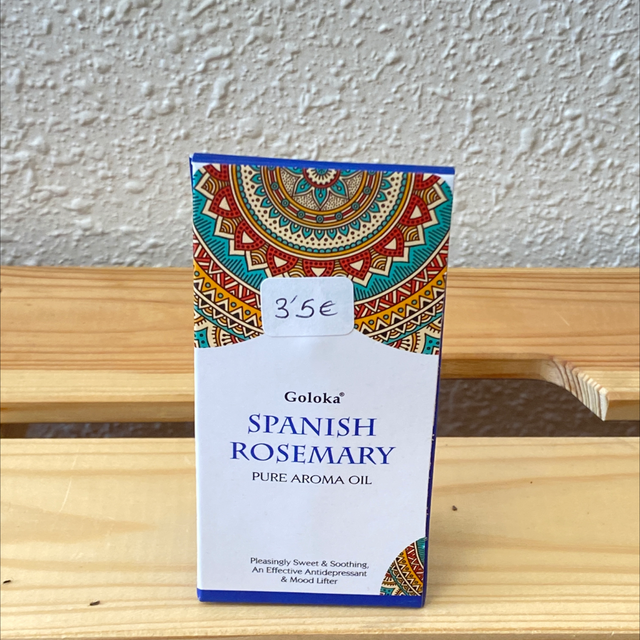 3'5€
Goloka®
SPANISH
ROSEMARY
PURE AROMA OIL
Pleasingly Sweet & Soothing,
An Effective Antidepressant
& Mood Lifter